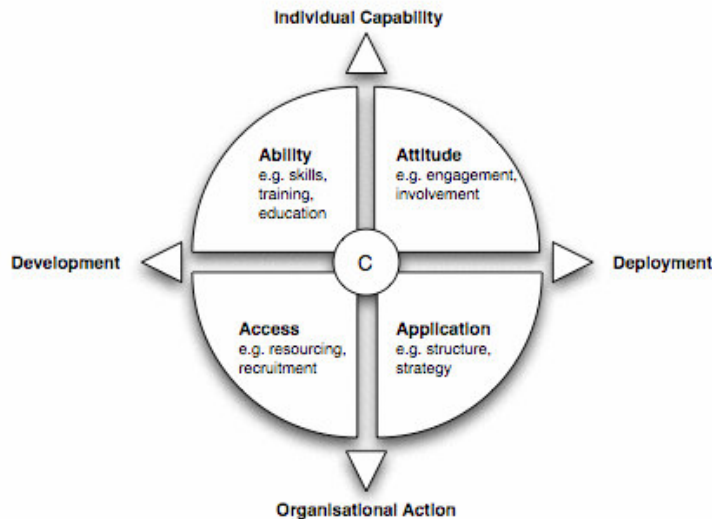 Individual Capability
Ability
e.g. skills,
training,
education
Attitude
e.g. engagement,
involvement
Development
C
Deployment
Access
e.g. resourcing,
recruitment
Application
e.g. structure,
strategy
Organisational Action